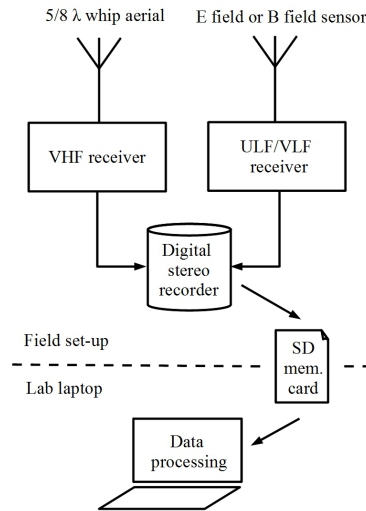 5/8 λ whip aerial
E field or B field sensor
VHF receiver
ULF/VLF
receiver
Digital
stereo
recorder
Field set-up
SD
mem.
card
Lab laptop
Data
processing